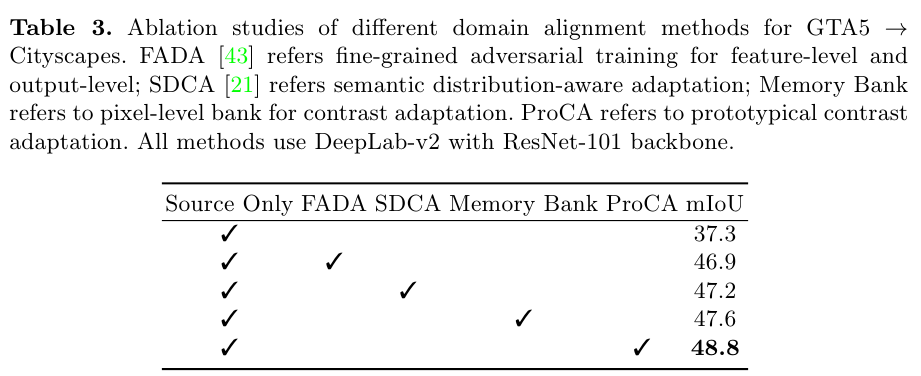 Table 3. Ablation studies of different domain alignment methods for GTA5 →
Cityscapes. FADA [43] refers fine-grained adversarial training for feature-level and
output-level; SDCA [21] refers semantic distribution-aware adaptation; Memory Bank
refers to pixel-level bank for contrast adaptation. ProCA refers to prototypical contrast
adaptation. All methods use DeepLab-v2 with ResNet-101 backbone.
Source Only FADA SDCA Memory Bank ProCA mIoU
✓ 37.3
✓ ✓ 46.9
✓ ✓ 47.2
✓ ✓ 47.6
✓ ✓ 48.8